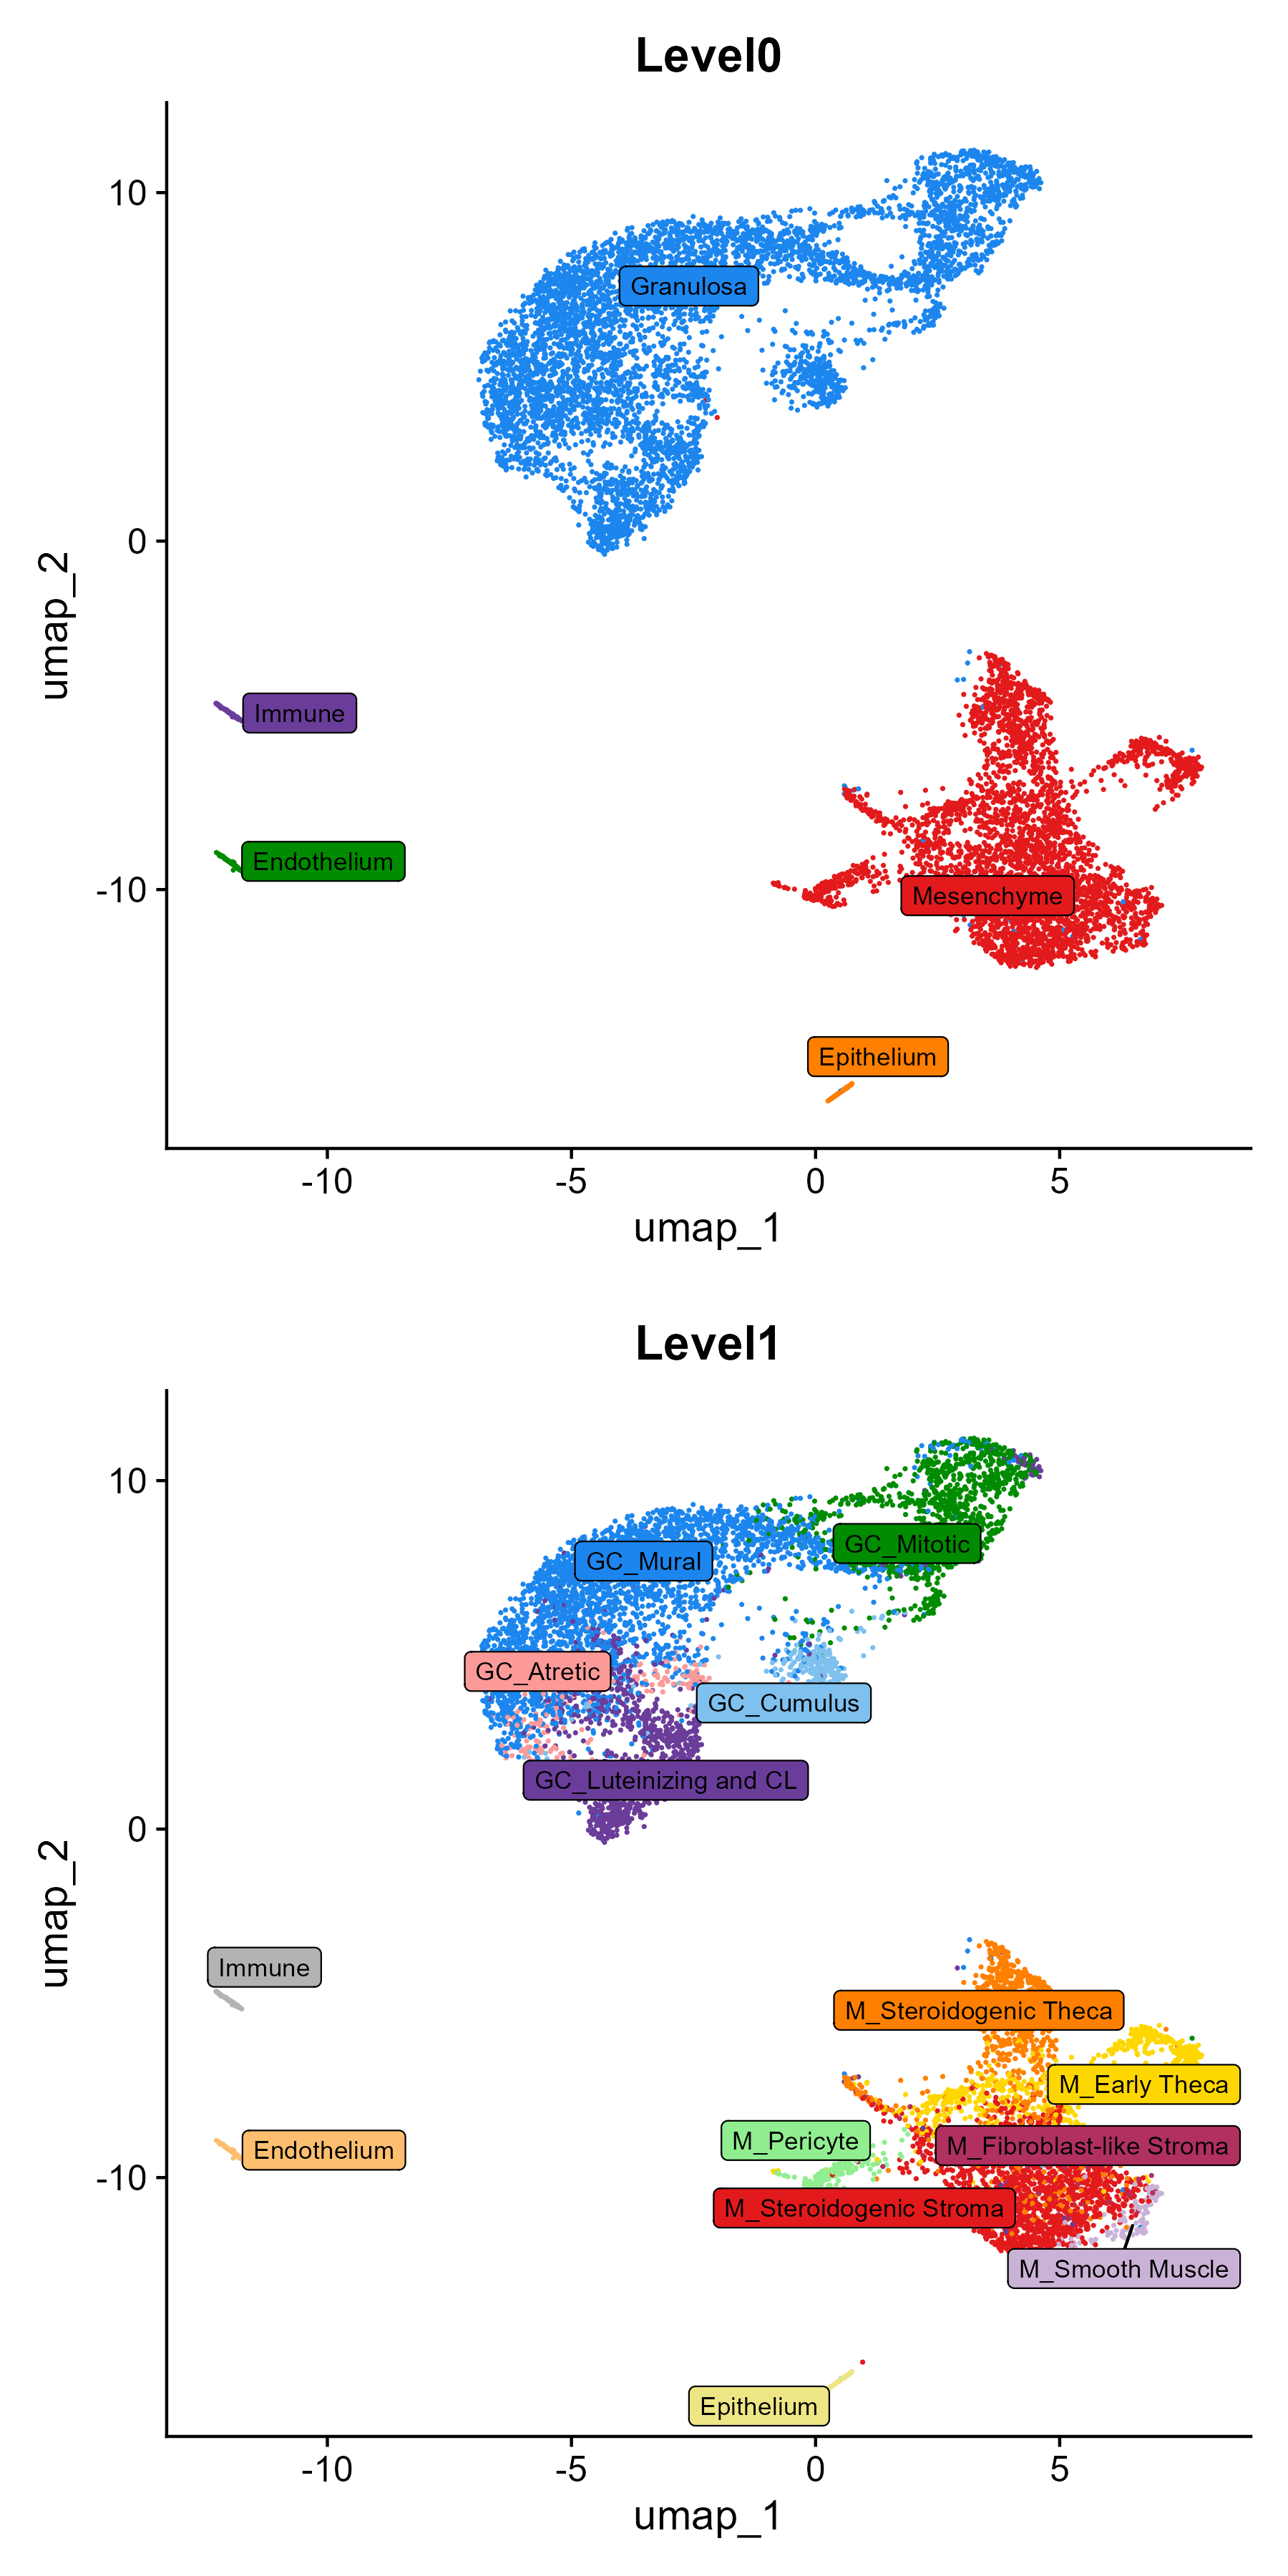 Level0
10
Granulosa
0
umap_2
Immune
Endothelium
-10
Mesenchyme
Epithelium
-10 -5 0 5
umap_1
Level1
10
GC_Mural
GC_Mitotic
GC_Atretic
GC_Cumulus
GC_Luteinizing and CL
0
umap_2
Immune
M_Steroidogenic Theca
M_Early Theca
M_Pericyte
M_Fibroblast-like Stroma
Endothelium
-10
M_Steroidogenic Stroma
M_Smooth Muscle
Epithelium
-10 -5 0 5
umap_1